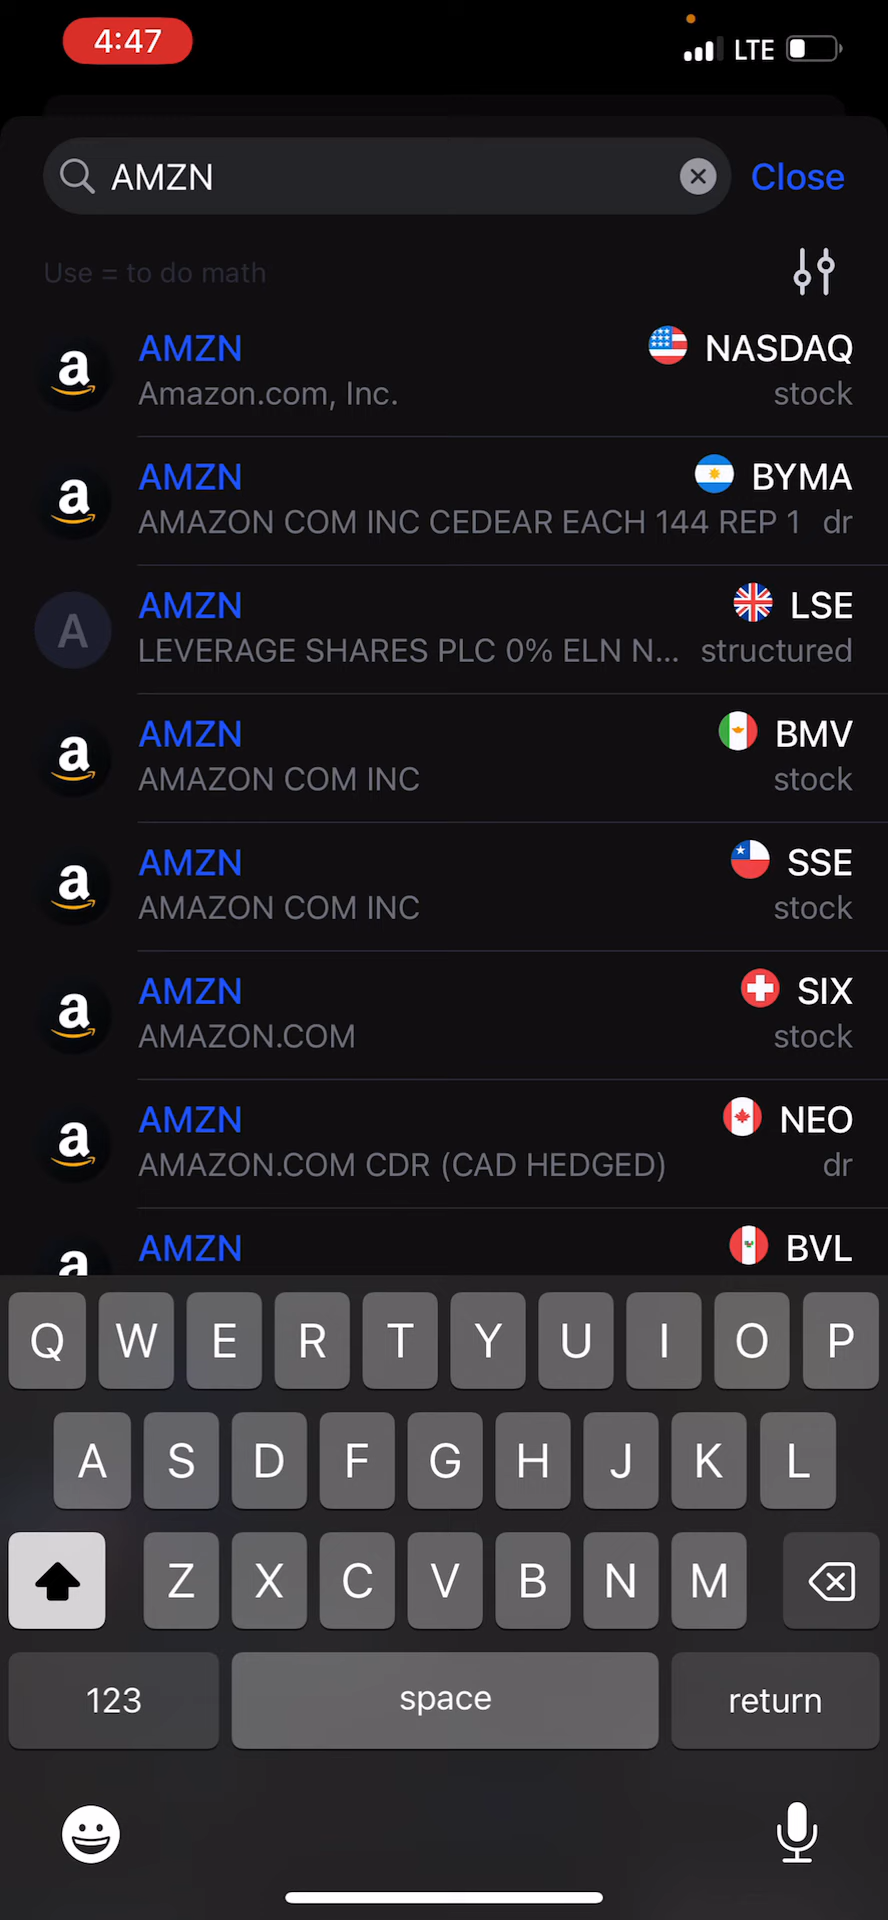 4:47 LTE
AMZN Close
Use = to do math
AMZN NASDAQ
Amazon.com, Inc. stock
AMZN BYMA
AMAZON COM INC CEDEAR EACH 144 REP 1 dr
A AMZN LSE
LEVERAGE SHARES PLC 0% ELN N... structured
AMZN BMV
AMAZON COM INC stock
AMZN SSE
AMAZON COM INC stock
AMZN SIX
AMAZON.COM stock
AMZN NEO
AMAZON.COM CDR (CAD HEDGED) dr
AMZN BVL
Q W E R T Y U I O P
A S D F G H J K L
Z X C V B N M
123 space return